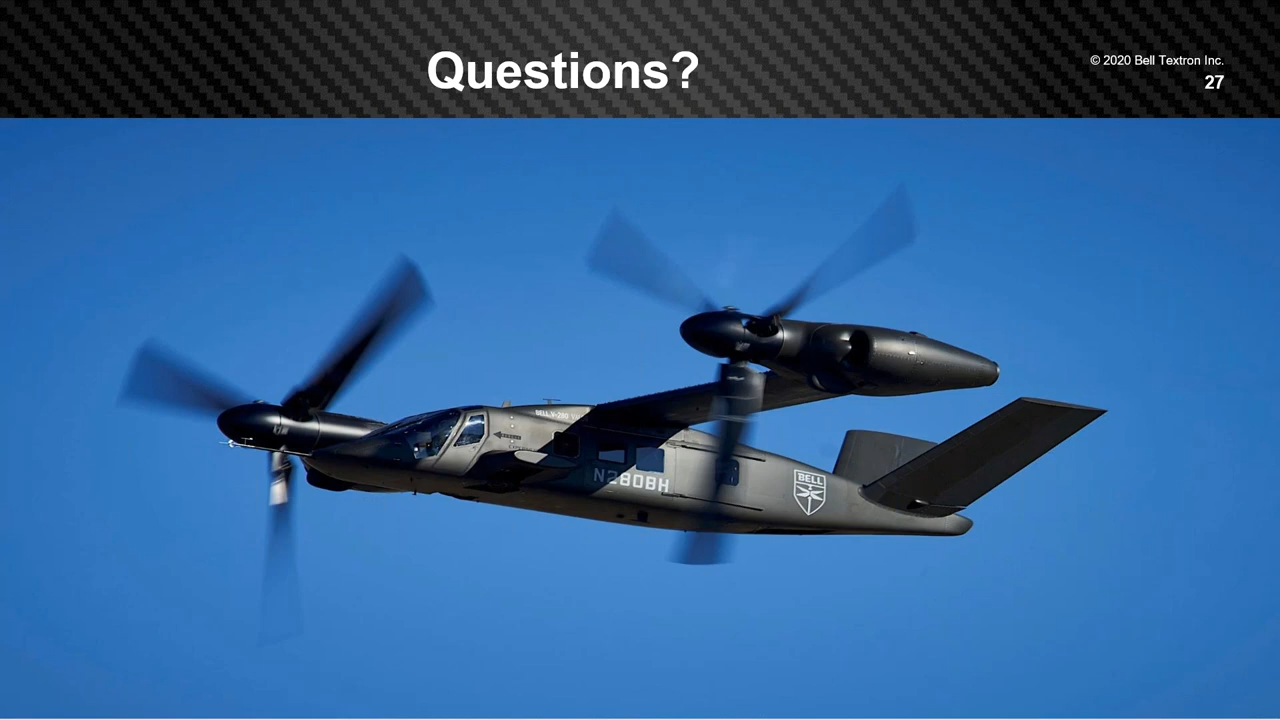 Questions?
© 2020 Bell Textron Inc.
27
BELL V-280
N280BH
BELL